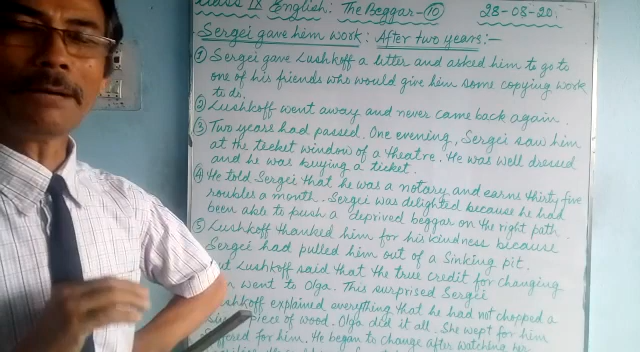 Class IX English: The Beggar-⑩ 28-08-20.
Sergei gave him work: After two years:-
① Sergei gave Lushkoff a letter and asked him to go to
one of his friends who would give him some copying work
to do.
② Lushkoff went away and never came back again.
③ Two years had passed. One evening, Sergei saw him
at the ticket window of a theatre. He was well dressed
and he was buying a ticket.
④ He told Sergei that he was a notary and earns thirty five
roubles a month. Sergei was delighted because he had
been able to push a deprived beggar on the right path.
⑤ Lushkoff thanked him for his kindness because
Sergei had pulled him out of a sinking pit.
Lushkoff said that the true credit for changing
went to Olga. This surprised Sergei
explained everything that he had not chopped a
piece of wood. Olga did it all. She wept for him
for him. He began to change after watching her